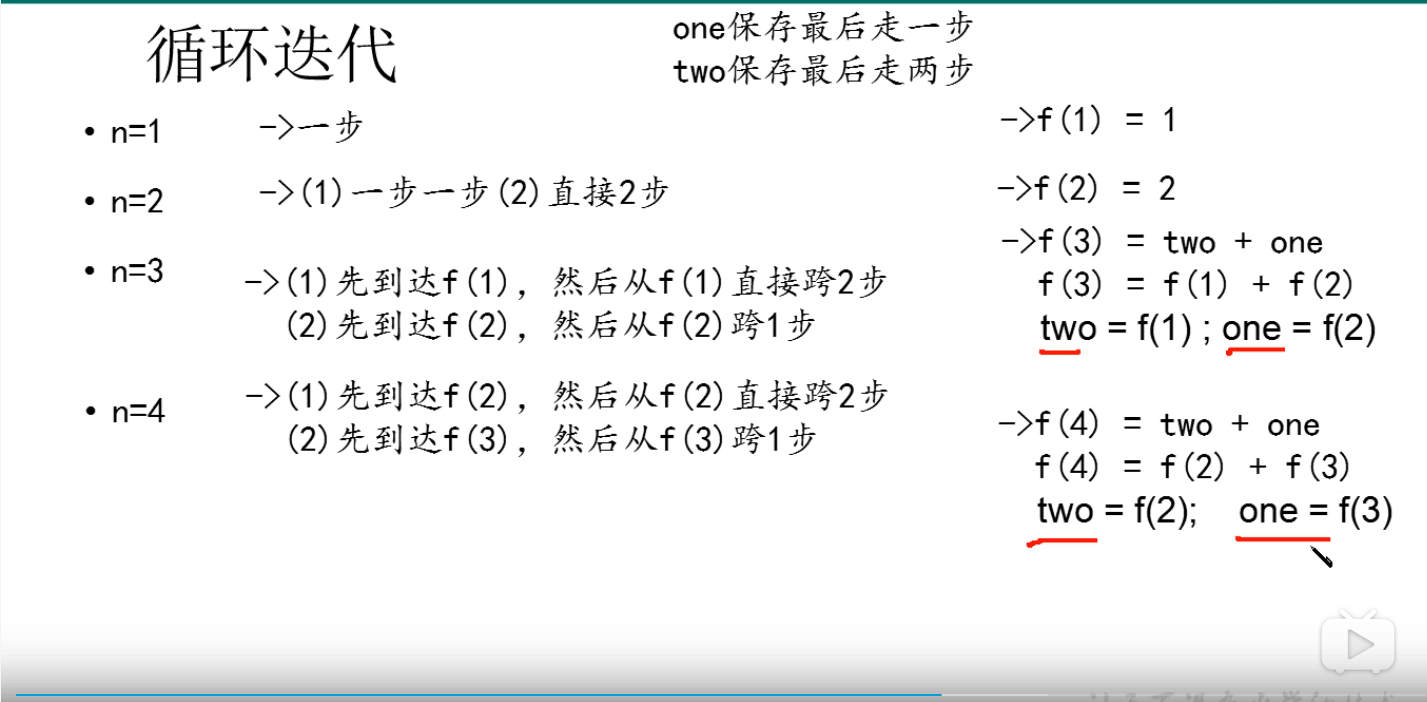 循环迭代
one保存最后走一步
two保存最后走两步
• n=1 ->一步 ->f(1) = 1
• n=2 ->(1)一步一步(2)直接2步 ->f(2) = 2
• n=3 ->(1)先到达f(1),然后从f(1)直接跨2步
(2)先到达f(2),然后从f(2)跨1步
->f(3) = two + one
f(3) = f(1) + f(2)
two = f(1) ; one = f(2)
• n=4 ->(1)先到达f(2),然后从f(2)直接跨2步
(2)先到达f(3),然后从f(3)跨1步
->f(4) = two + one
f(4) = f(2) + f(3)
two = f(2); one = f(3)